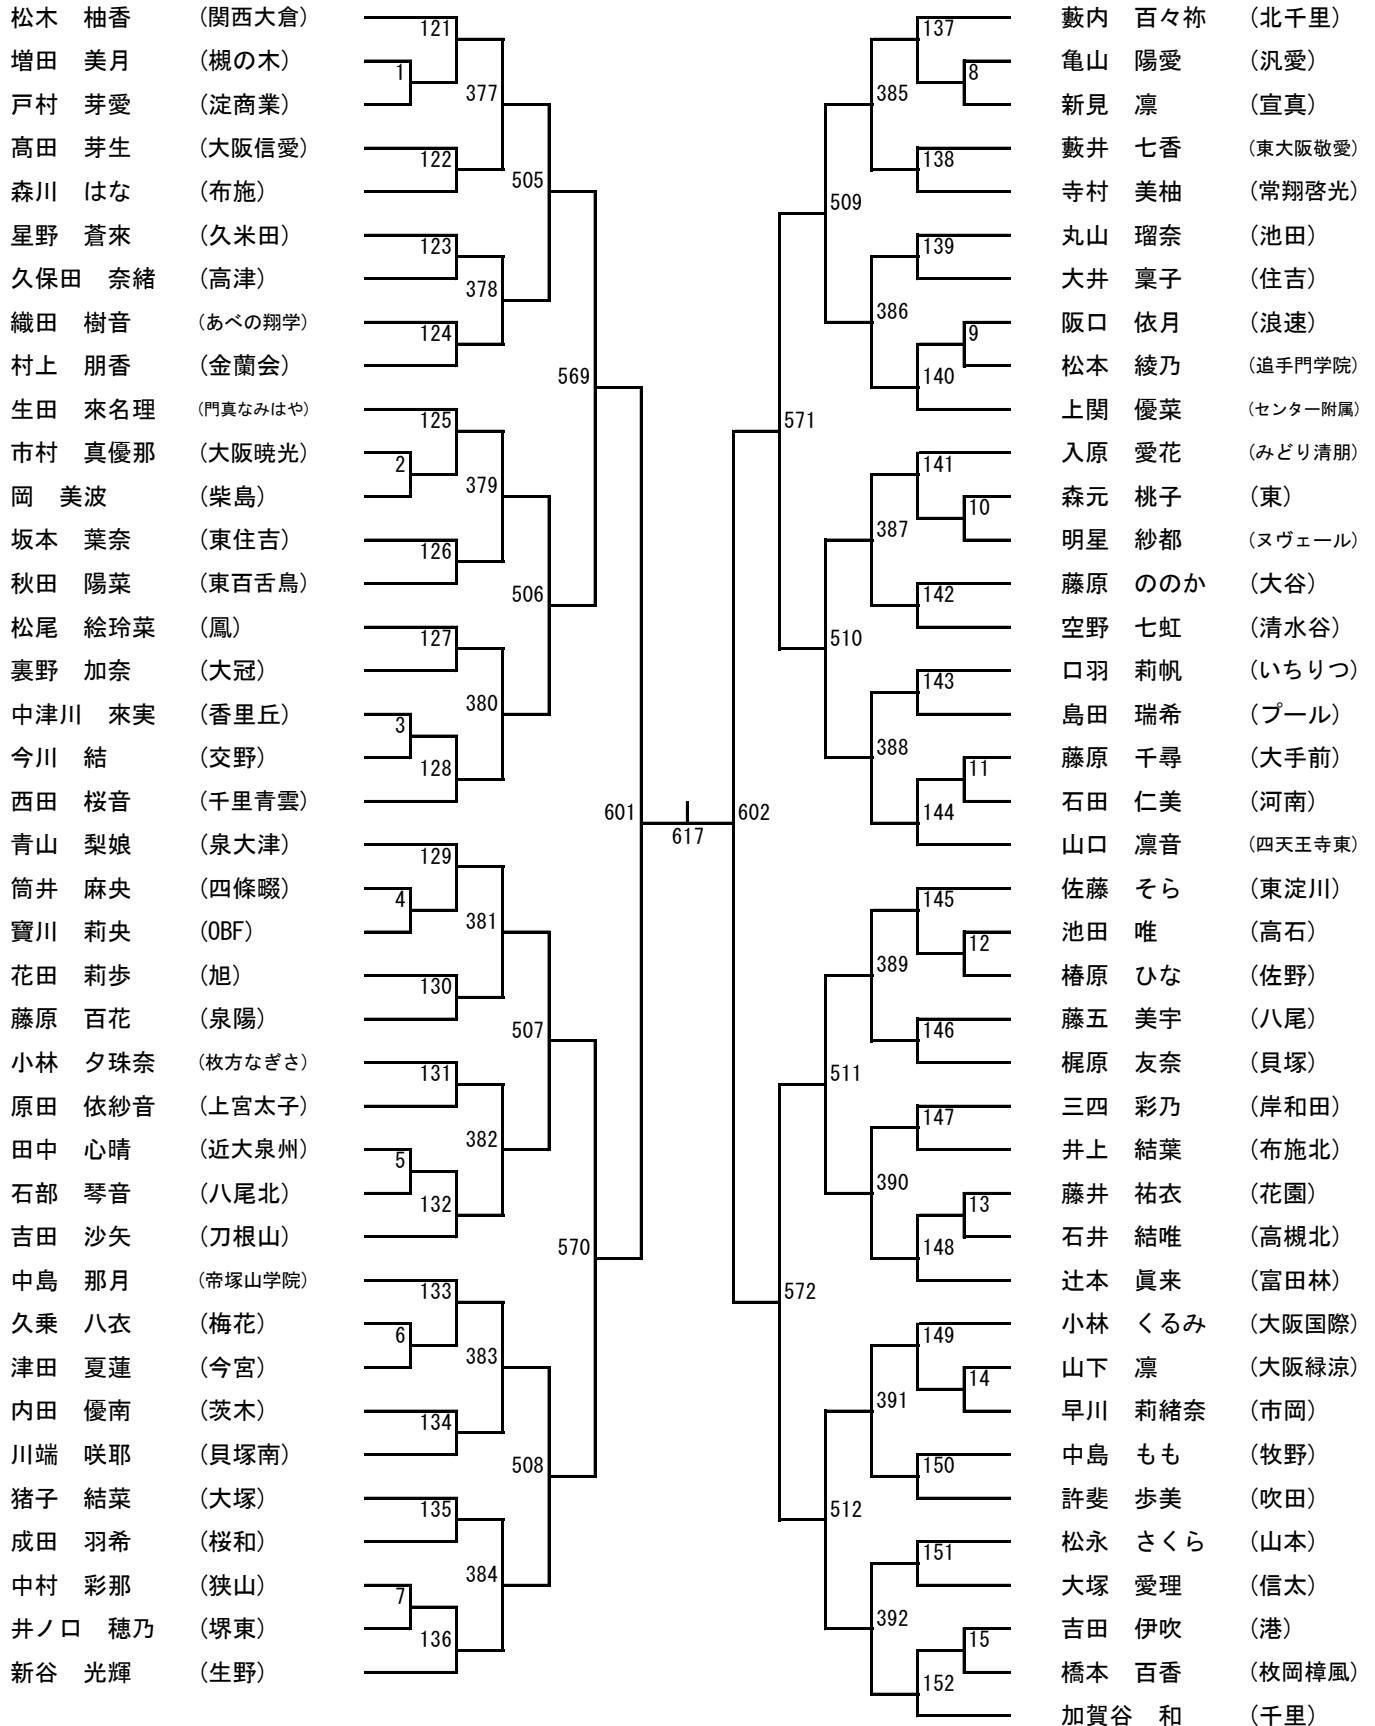 松木　柚香　（関西大倉）
増田　美月　（槻の木）
戸村　芽愛　（淀商業）
髙田　芽生　（大阪信愛）
森川　はな　（布施）
星野　蒼來　（久米田）
久保田　奈緒　（高津）
織田　樹音　（あべの翔学）
村上　朋香　（金蘭会）
生田　來名理　（門真なみはや）
市村　真優那　（大阪暁光）
岡　美波　（柴島）
坂本　葉奈　（東住吉）
秋田　陽菜　（東百舌鳥）
松尾　絵玲菜　（鳳）
裏野　加奈　（大冠）
中津川　來実　（香里丘）
今川　結　（交野）
西田　桜音　（千里青雲）
青山　梨娘　（泉大津）
筒井　麻央　（四條畷）
寶川　莉央　（OBF）
花田　莉歩　（旭）
藤原　百花　（泉陽）
小林　夕珠奈　（枚方なぎさ）
原田　依紗音　（上宮太子）
田中　心晴　（近大泉州）
石部　琴音　（八尾北）
吉田　沙矢　（刀根山）
中島　那月　（帝塚山学院）
久乗　八衣　（梅花）
津田　夏蓮　（今宮）
内田　優南　（茨木）
川端　咲耶　（貝塚南）
猪子　結菜　（大塚）
成田　羽希　（桜和）
中村　彩那　（狭山）
井ノ口　穂乃　（堺東）
新谷　光輝　（生野）
121
1
377
122
505
123
378
124
569
125
2
379
126
506
127
380
3
128
601
129
4
381
130
507
131
382
5
132
570
133
6
383
134
508
135
384
7
136
617
602
137
8
385
138
509
139
386
9
140
571
141
10
387
142
510
143
388
11
144
145
12
389
146
511
147
390
13
148
572
149
14
391
150
512
151
392
15
152
藪内　百々祢　（北千里）
亀山　陽愛　（汎愛）
新見　凛　（宣真）
藪井　七香　（東大阪敬愛）
寺村　美柚　（常翔啓光）
丸山　瑠奈　（池田）
大井　稟子　（住吉）
阪口　依月　（浪速）
松本　綾乃　（追手門学院）
上関　優菜　（センター附属）
入原　愛花　（みどり清朋）
森元　桃子　（東）
明星　紗都　（ヌヴェール）
藤原　ののか　（大谷）
空野　七虹　（清水谷）
口羽　莉帆　（いちりつ）
島田　瑞希　（プール）
藤原　千尋　（大手前）
石田　仁美　（河南）
山口　凛音　（四天王寺東）
佐藤　そら　（東淀川）
池田　唯　（高石）
椿原　ひな　（佐野）
藤五　美宇　（八尾）
梶原　友奈　（貝塚）
三四　彩乃　（岸和田）
井上　結葉　（布施北）
藤井　祐衣　（花園）
石井　結唯　（高槻北）
辻本　眞来　（富田林）
小林　くるみ　（大阪国際）
山下　凛　（大阪緑涼）
早川　莉緒奈　（市岡）
中島　もも　（牧野）
許斐　歩美　（吹田）
松永　さくら　（山本）
大塚　愛理　（信太）
吉田　伊吹　（港）
橋本　百香　（枚岡樟風）
加賀谷　和　（千里）